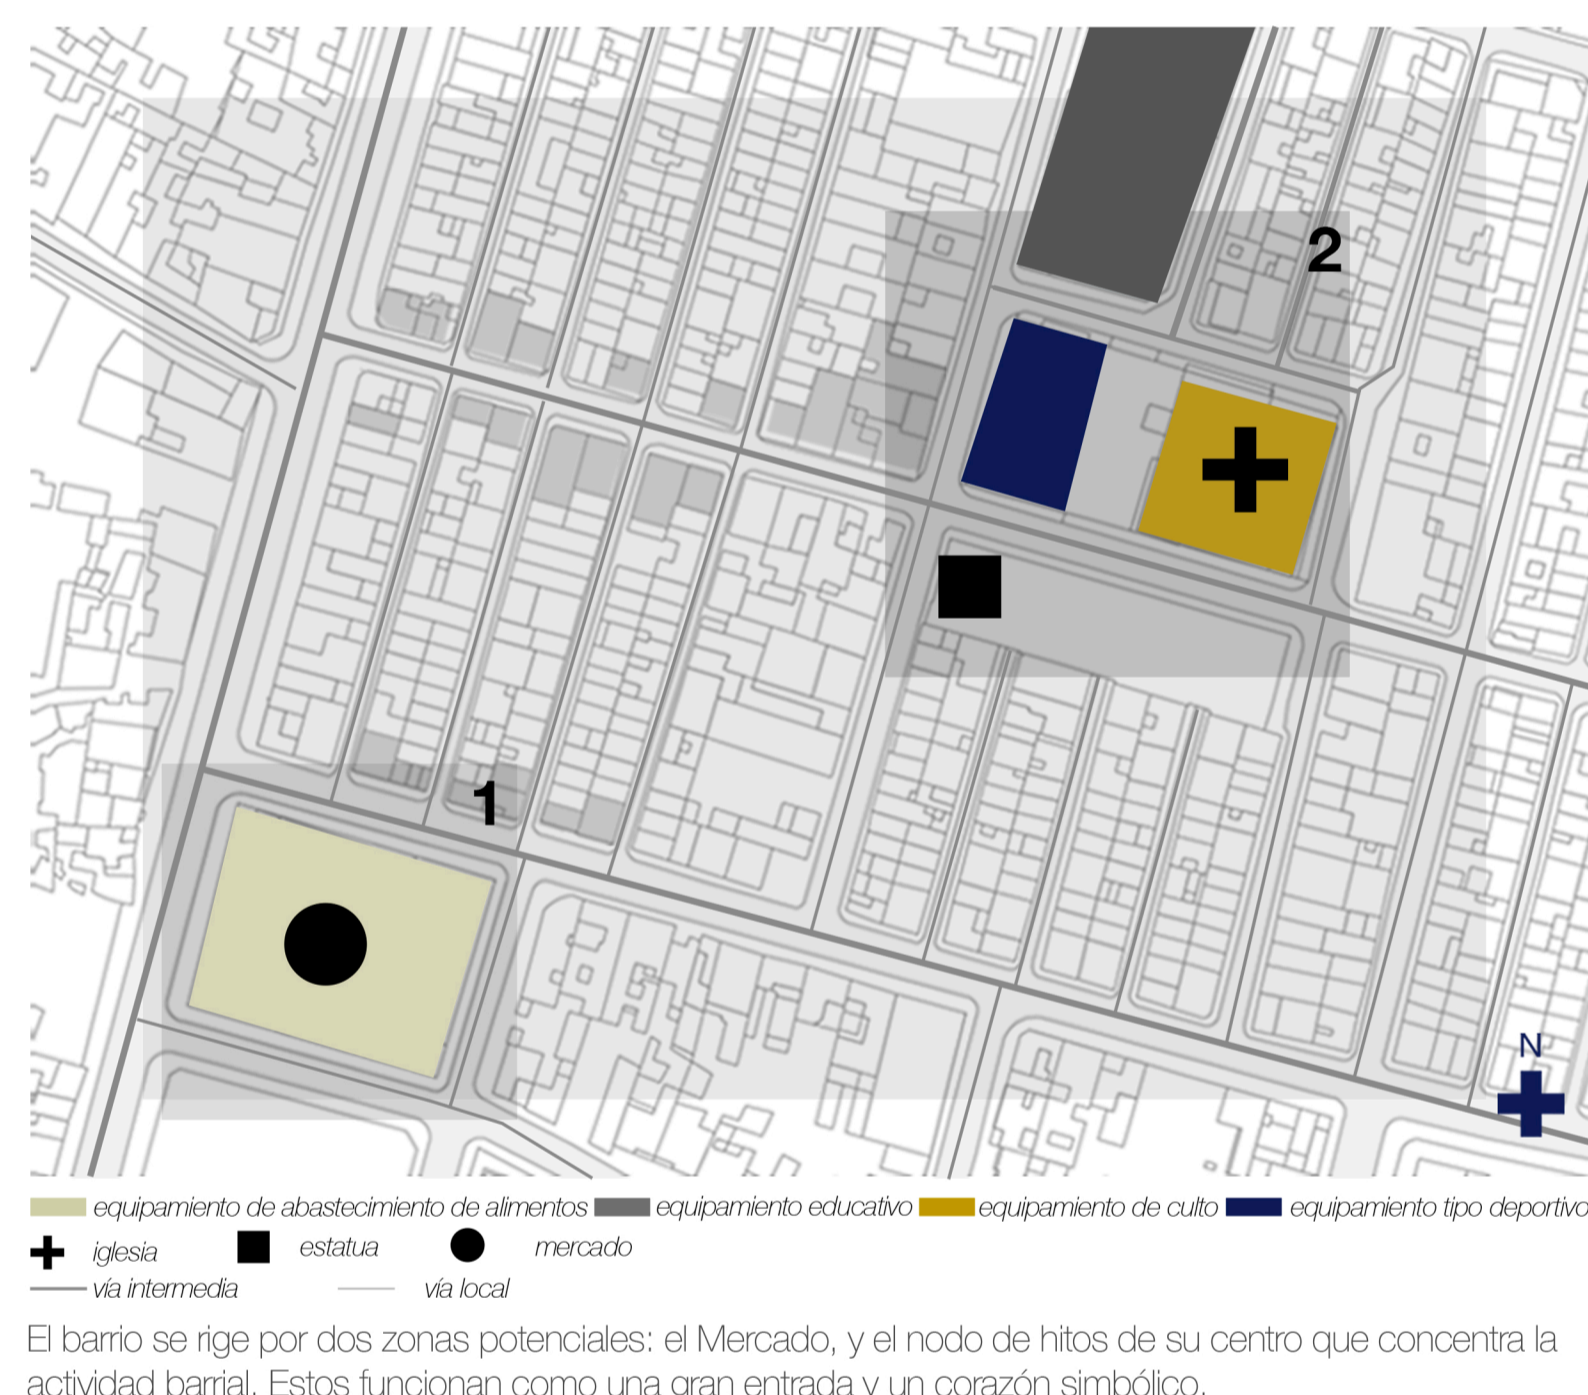 2
1
N
equipamiento de abastecimiento de alimentos equipamiento educativo equipamiento de culto equipamiento tipo deportivo
iglesia estatua mercado
vía intermedia vía local
El barrio se rige por dos zonas potenciales: el Mercado, y el nodo de hitos de su centro que concentra la
actividad barrial. Estos funcionan como una gran entrada y un corazón simbólico.